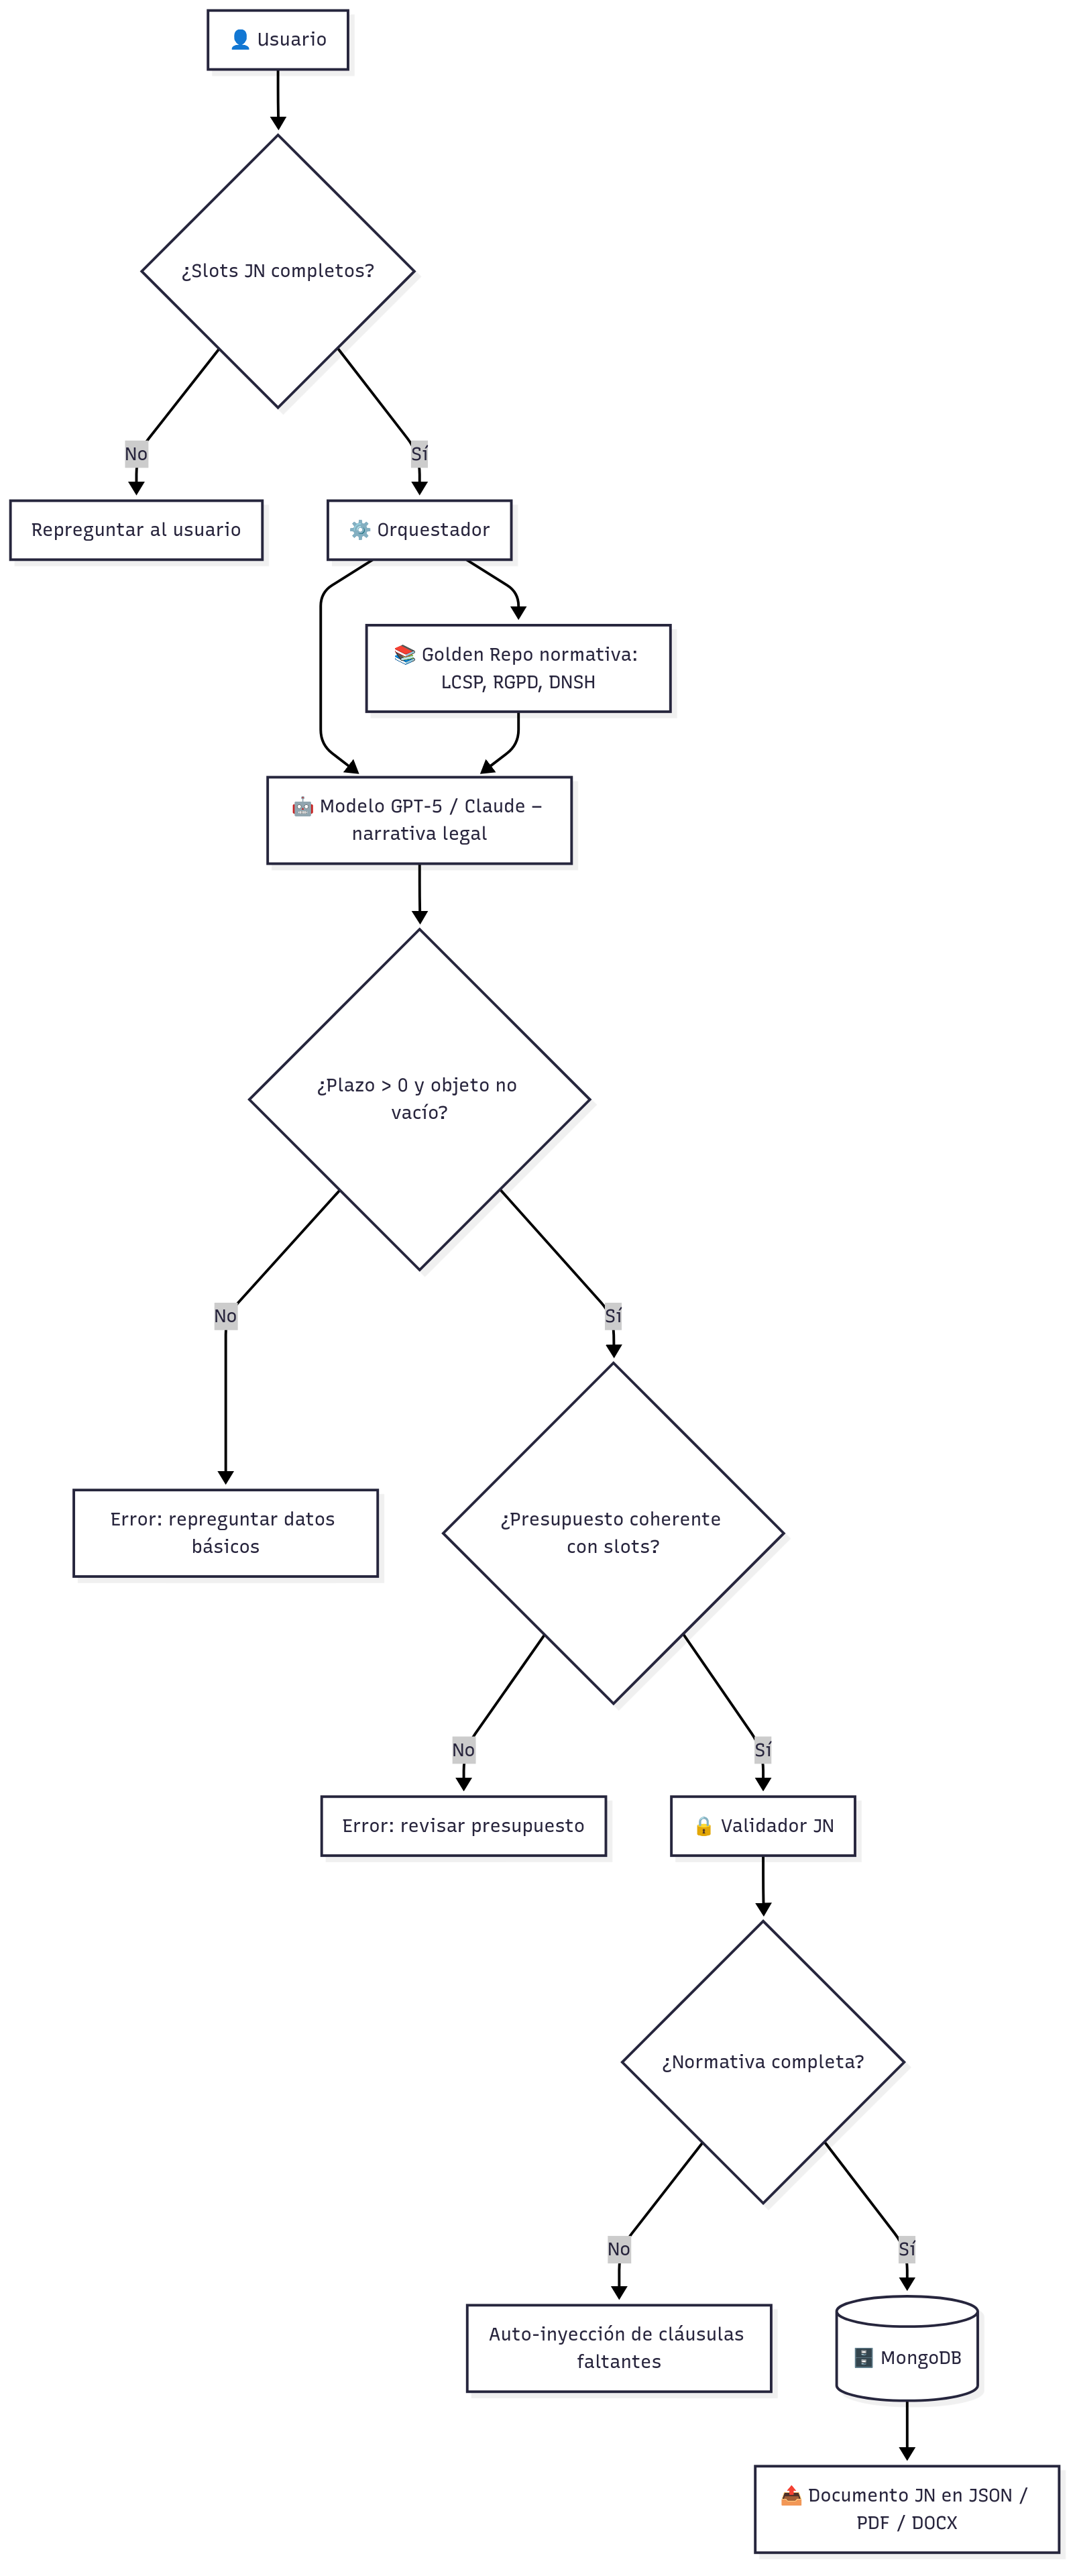 Usuario
¿Slots JN completos?
No
Sí
Repreguntar al usuario
Orquestador
Golden Repo normativa:
LCSP, RGPD, DNSH
Modelo GPT-5 / Claude –
narrativa legal
¿Plazo > 0 y objeto no
vacío?
No
Sí
Error: repreguntar datos
básicos
¿Presupuesto coherente
con slots?
No
Sí
Error: revisar presupuesto
Validador JN
¿Normativa completa?
No
Sí
Auto-inyección de cláusulas
faltantes
MongoDB
Documento JN en JSON /
PDF / DOCX